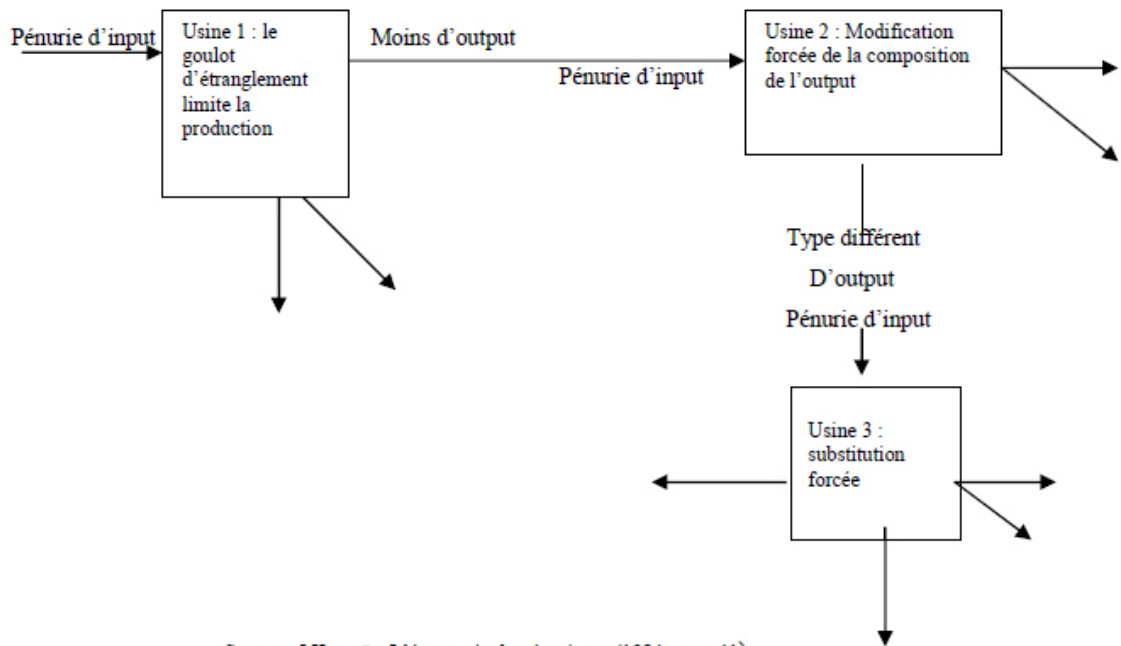 Pénurie d'input
Usine 1 : le
goulot
d'étranglement
limite la
production
Moins d'output
Pénurie d'input
Usine 2 : Modification
forcée de la composition
de l'output
Type différent
D'output
Pénurie d'input
Usine 3 :
substitution
forcée